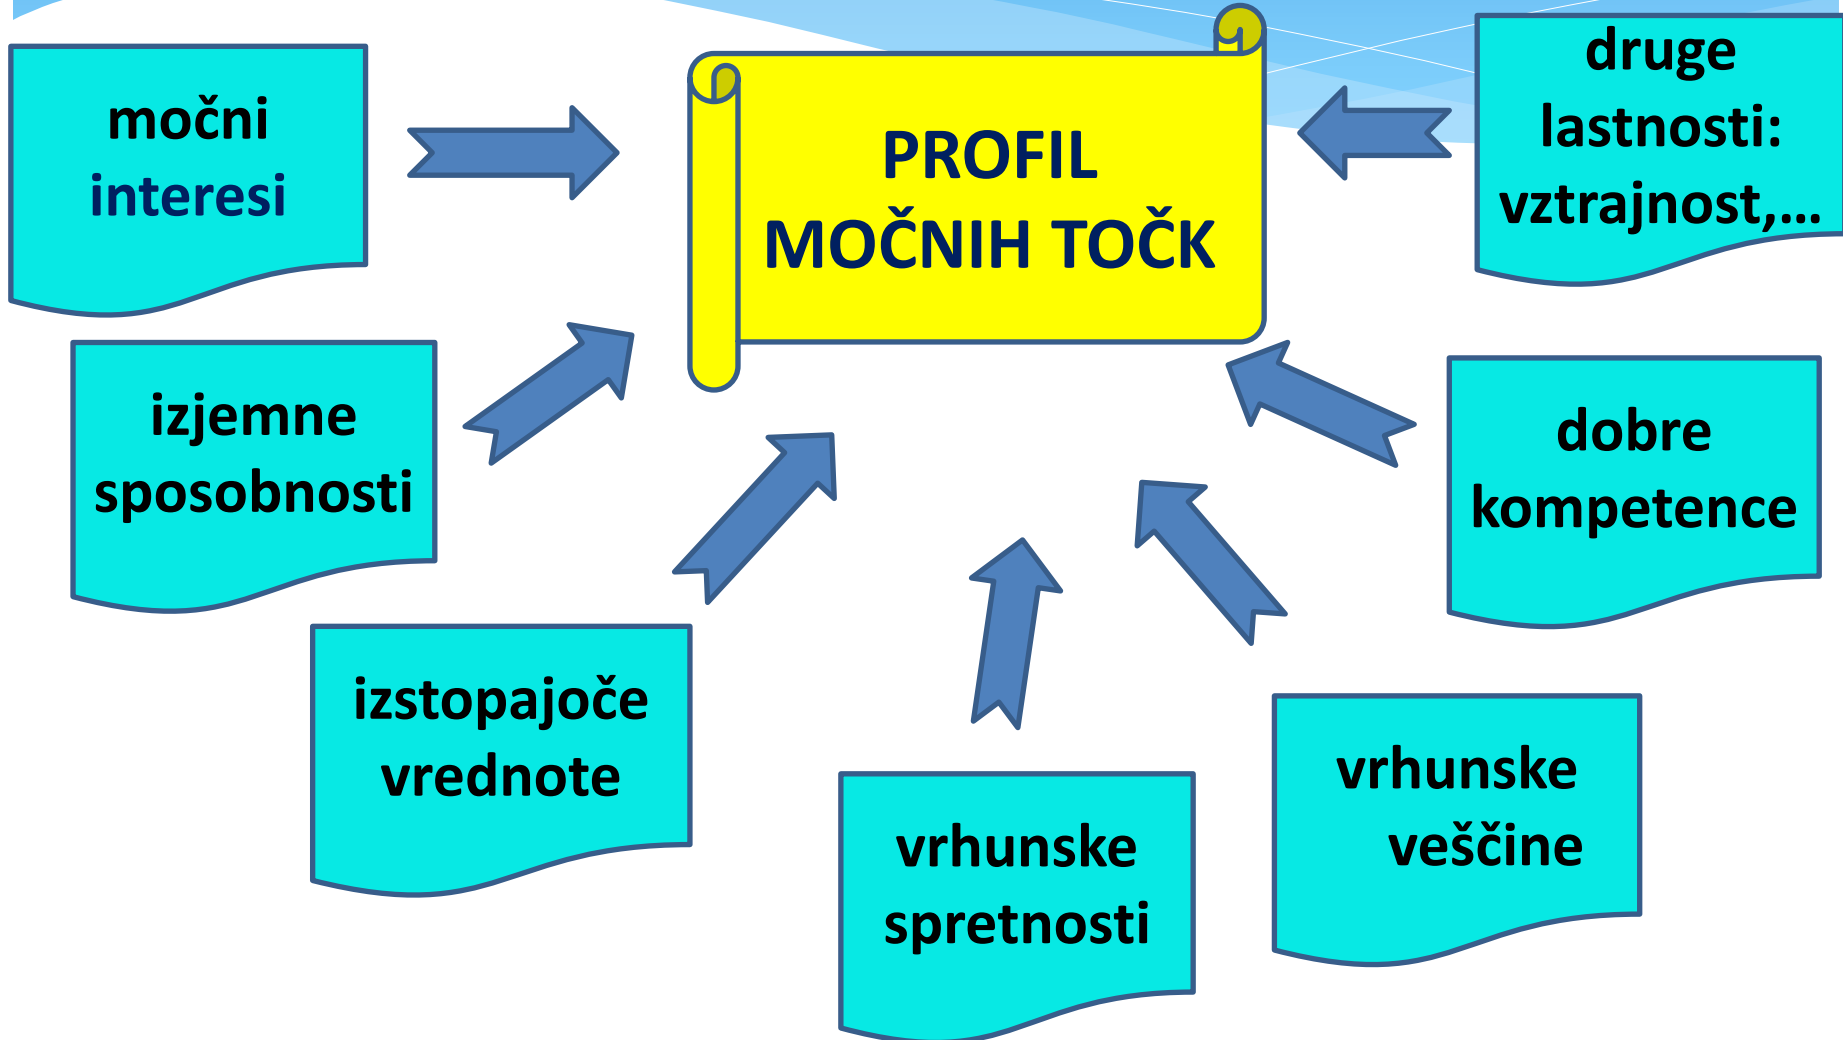 močni
interesi
PROFIL
MOČNIH TOČK
druge
lastnosti:
vztrajnost,...
izjemne
sposobnosti
dobre
kompetence
izstopajoče
vrednote
vrhunske
spretnosti
vrhunske
veščine